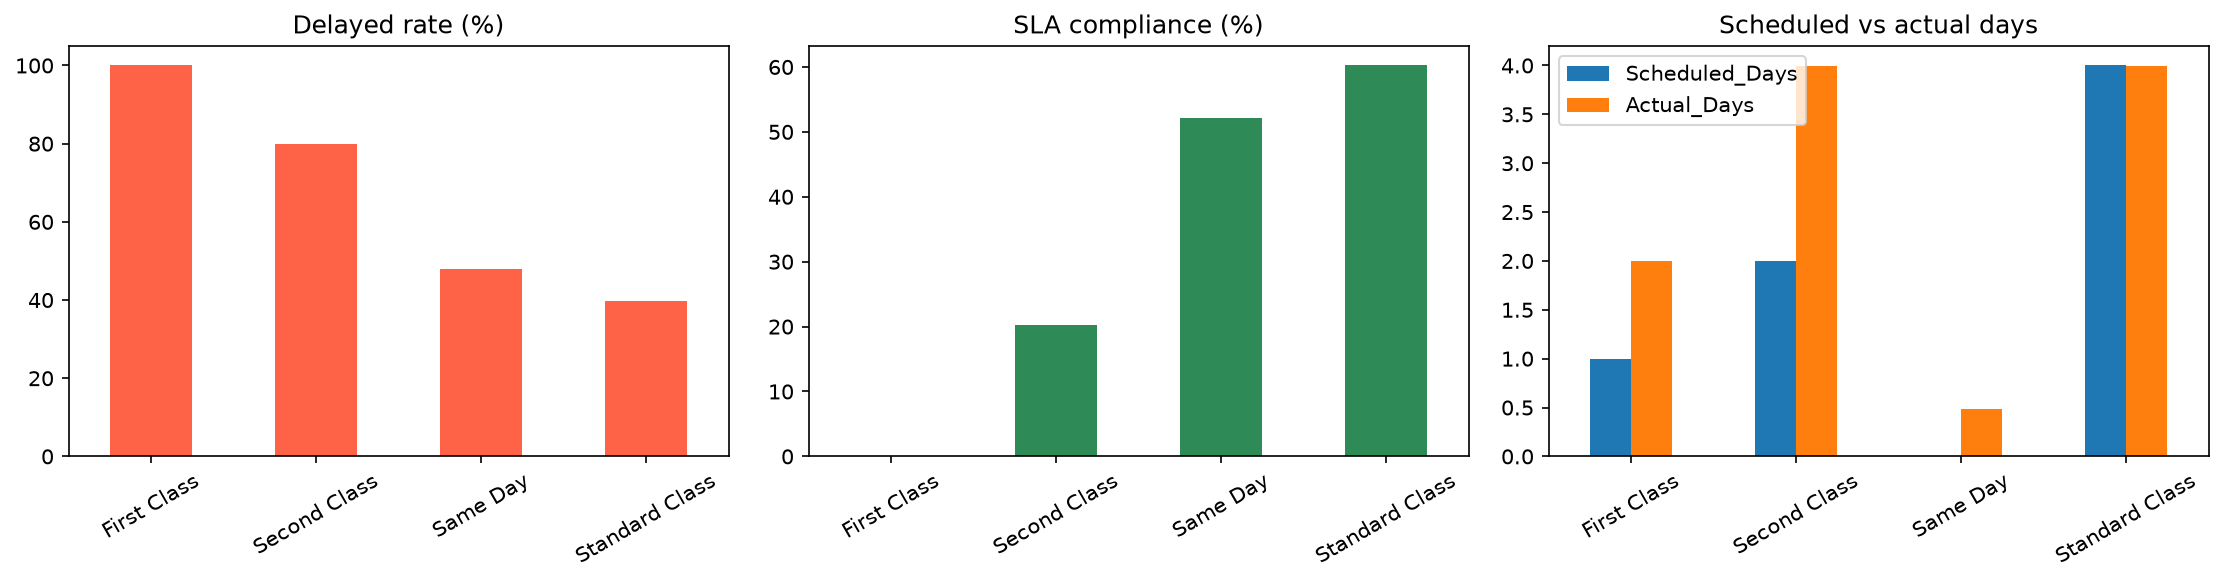 Delayed rate (%)
100
80
60
40
20
0
First Class
Second Class
Same Day
Standard Class
SLA compliance (%)
60
50
40
30
20
10
0
First Class
Second Class
Same Day
Standard Class
Scheduled vs actual days
Scheduled_Days
Actual_Days
4.0
3.5
3.0
2.5
2.0
1.5
1.0
0.5
0.0
First Class
Second Class
Same Day
Standard Class